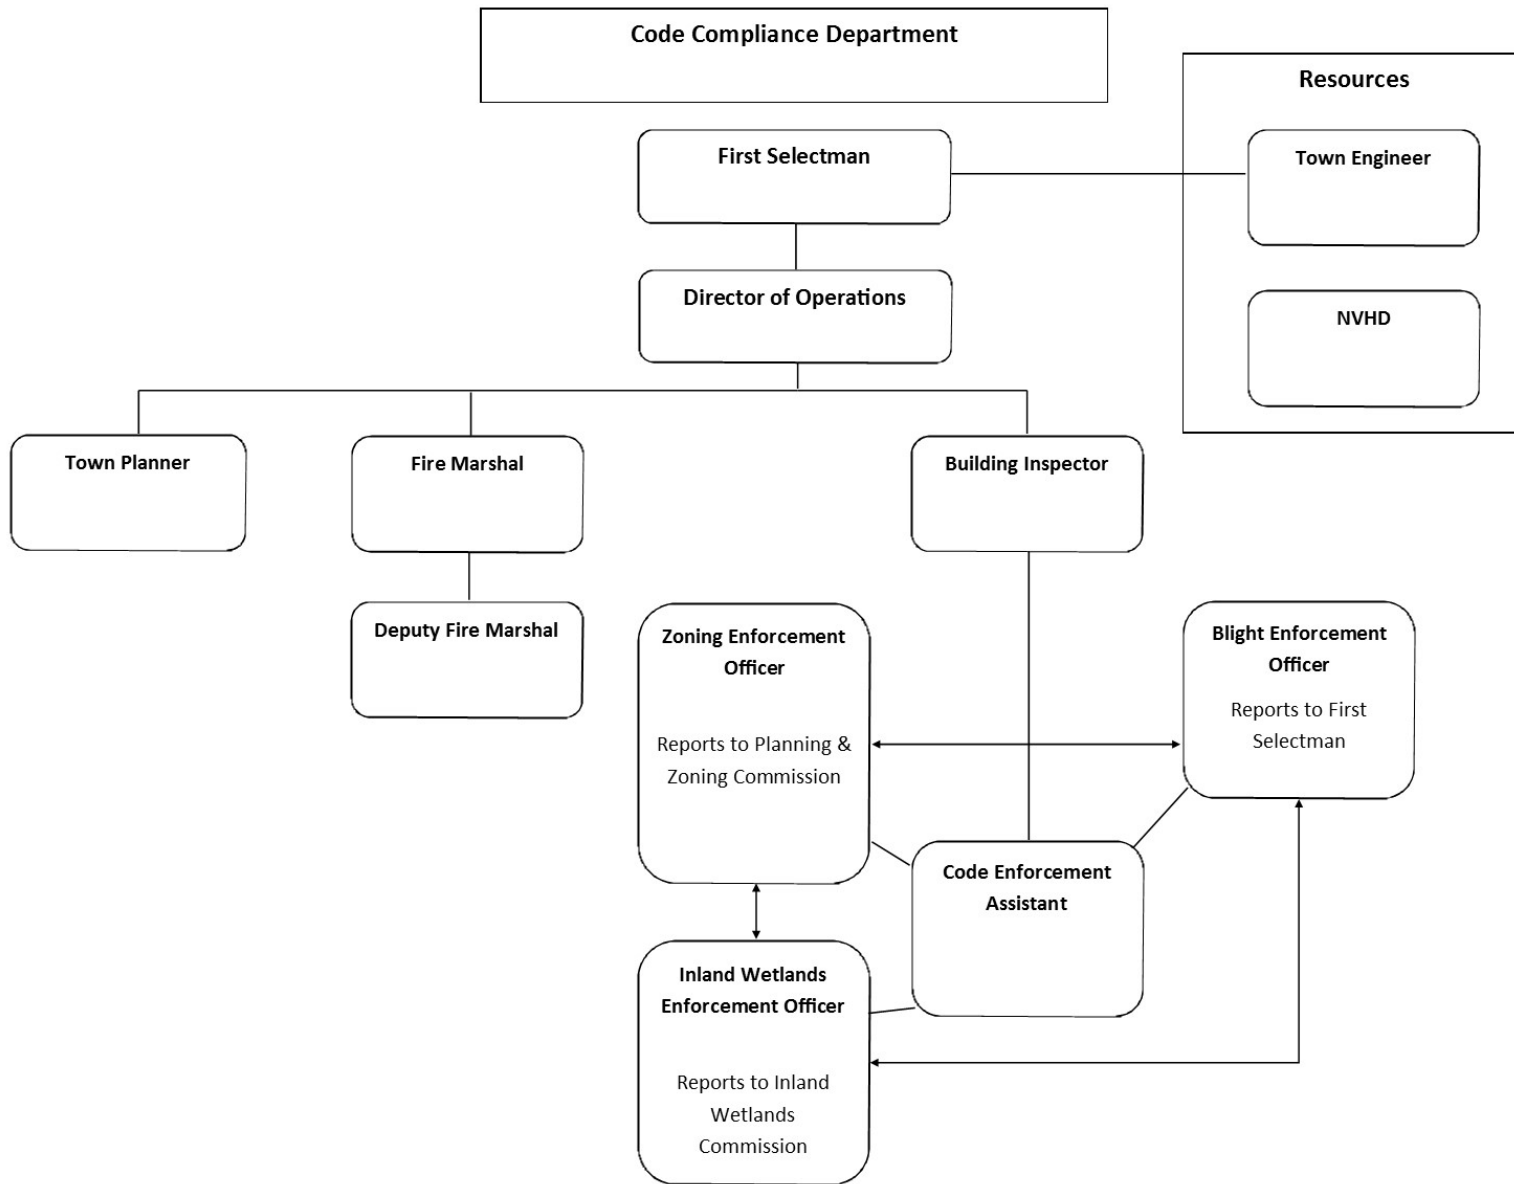 Code Compliance Department
Resources
First Selectman
Town Engineer
Director of Operations
NVHD
Town Planner
Fire Marshal
Building Inspector
Deputy Fire Marshal
Zoning Enforcement
Officer
Reports to Planning &
Zoning Commission
Blight Enforcement
Officer
Reports to First
Selectman
Code Enforcement
Assistant
Inland Wetlands
Enforcement Officer
Reports to Inland
Wetlands
Commission